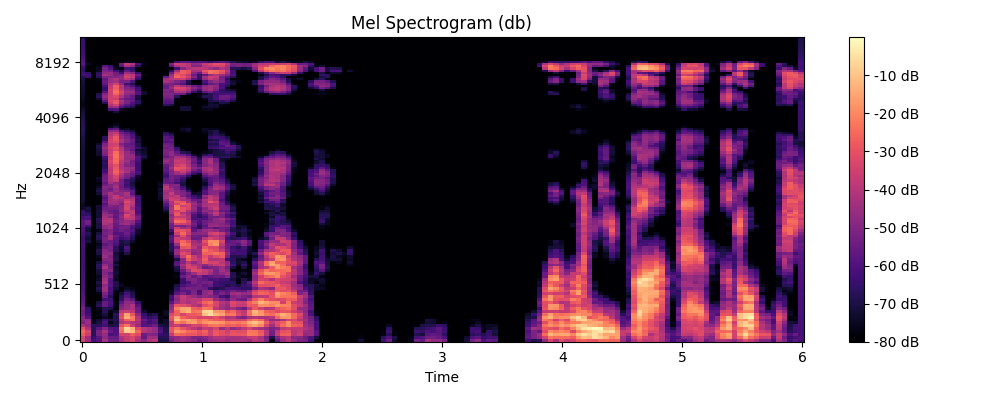 Mel Spectrogram (db)
8192
4096
2048
1024
512
0
Hz
0 1 2 3 4 5 6
Time
-10 dB
-20 dB
-30 dB
-40 dB
-50 dB
-60 dB
-70 dB
-80 dB